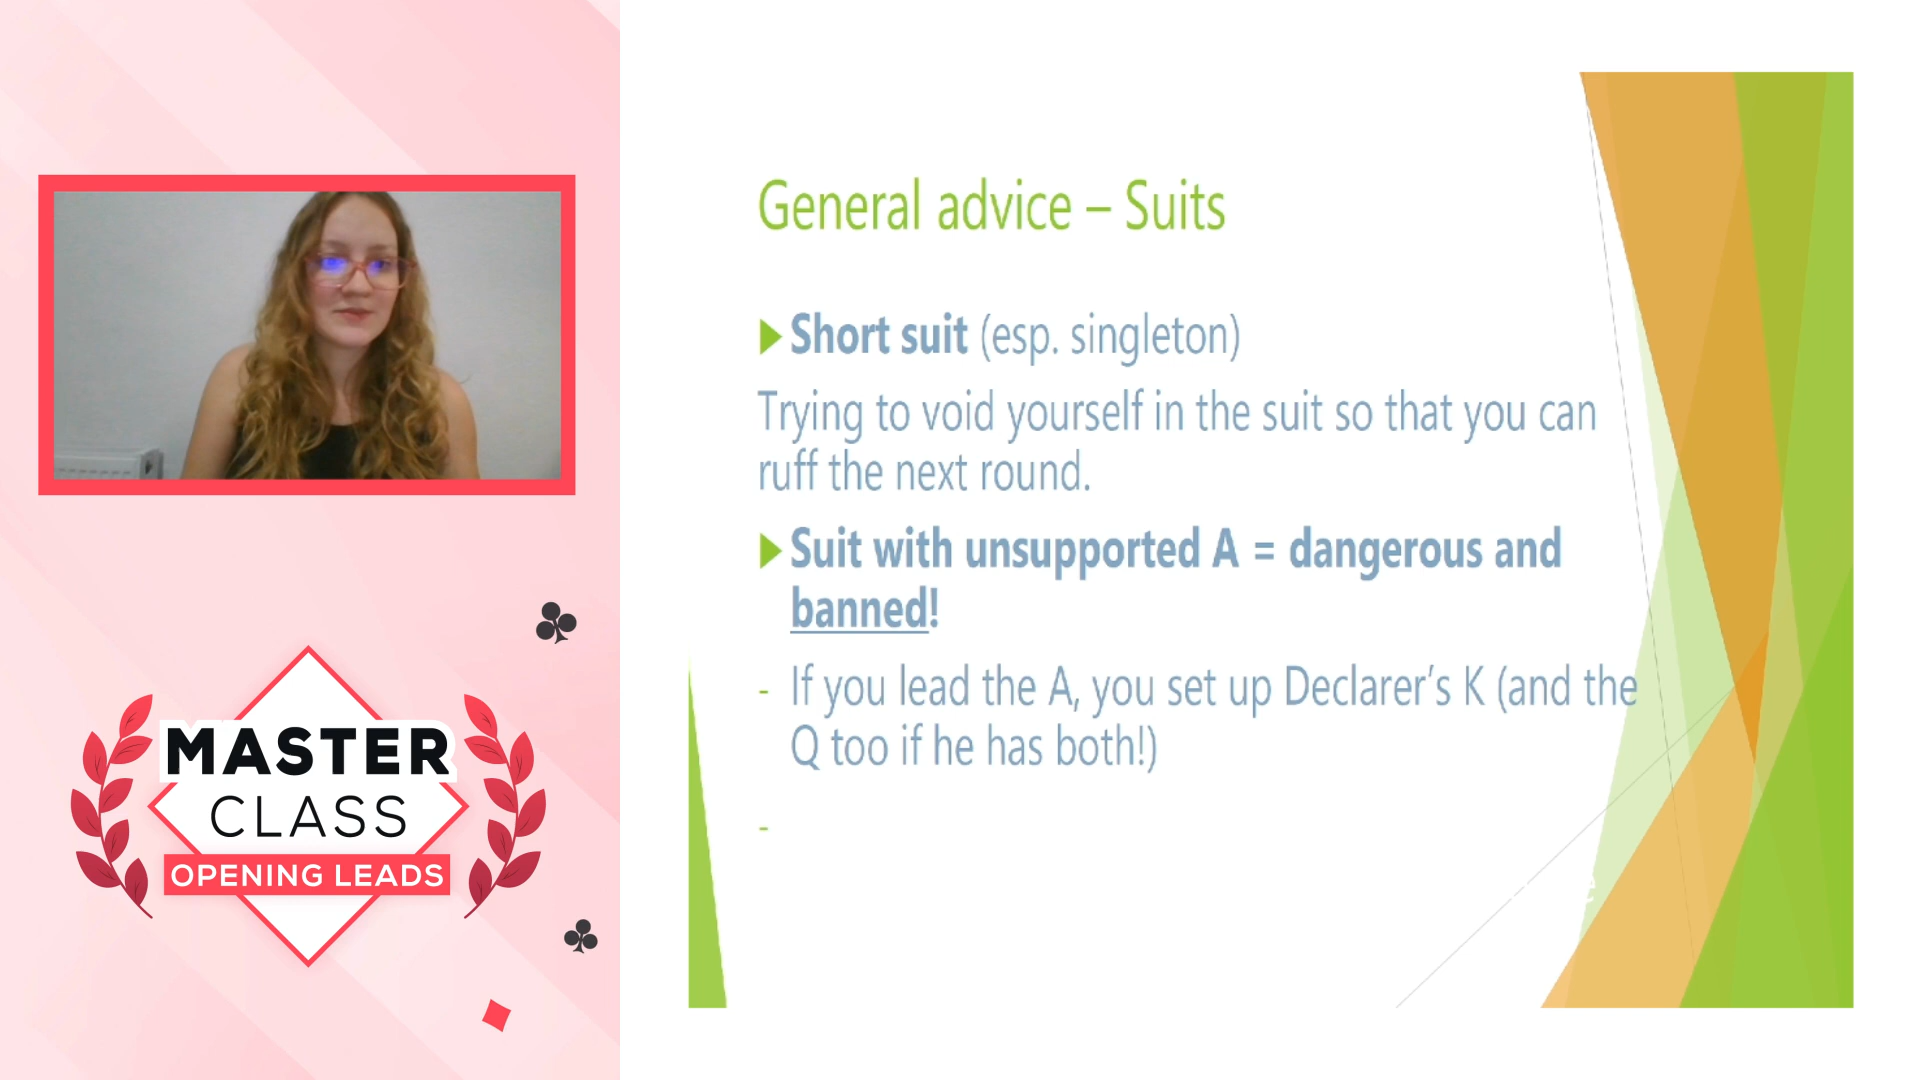 MASTER
CLASS
OPENING LEADS
General advice – Suits
Short suit (esp. singleton)
Trying to void yourself in the suit so that you can
ruff the next round.
Suit with unsupported A = dangerous and
banned!
- If you lead the A, you set up Declarer’s K (and the
Q too if he has both!)
-